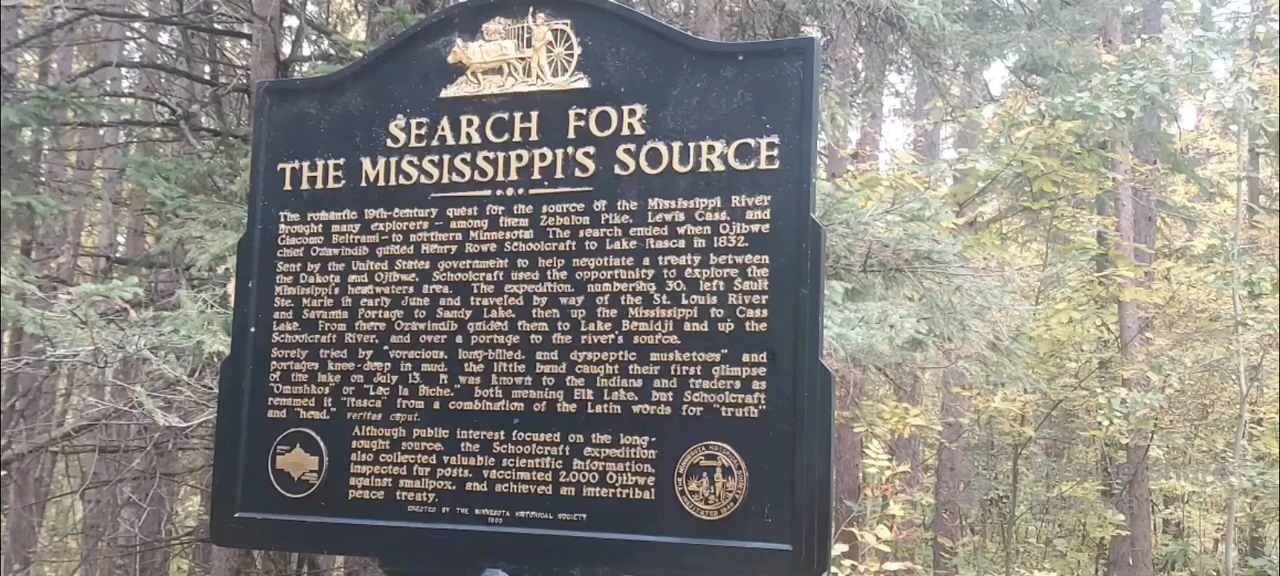 SEARCH FOR
THE MISSISSIPPI'S SOURCE
The romantic 19th-century quest for the source of the Mississippi River
brought many explorers - among them Zebulon Pike, Lewis Cass, and
Giacomo Beltrami - to northern Minnesota. The search ended when Ojibwe
chief Ozawindib guided Henry Rowe Schoolcraft to Lake Itasca in 1832.
Sent by the United States government to help negotiate a treaty between
the Dakota and Ojibwe, Schoolcraft used the opportunity to explore the
Mississippi's headwaters area. The expedition, numbering 30, left Sault
Ste. Marie in early June and traveled by way of the St. Louis River
and Savanna Portage to Sandy Lake, then up the Mississippi to Cass
Lake. From there Ozawindib guided them to Lake Bemidji and up the
Schoolcraft River, and over a portage to the river's source.
Sorely tried by "voracious, long-billed, and dyspeptic musketoes" and
portages knee-deep in mud, the little band caught their first glimpse
of the lake on July 13. It was known to the Indians and traders as
"Omushkos" or "Lac la Biche," both meaning Elk Lake, but Schoolcraft
renamed it "Itasca" from a combination of the Latin words for "truth"
and "head." veritas caput.
Although public interest focused on the long-
sought source, the Schoolcraft expedition
also collected valuable scientific information,
inspected fur posts, vaccinated 2,000 Ojibwe
against smallpox, and achieved an intertribal
peace treaty.
ERECTED BY THE MINNESOTA HISTORICAL SOCIETY